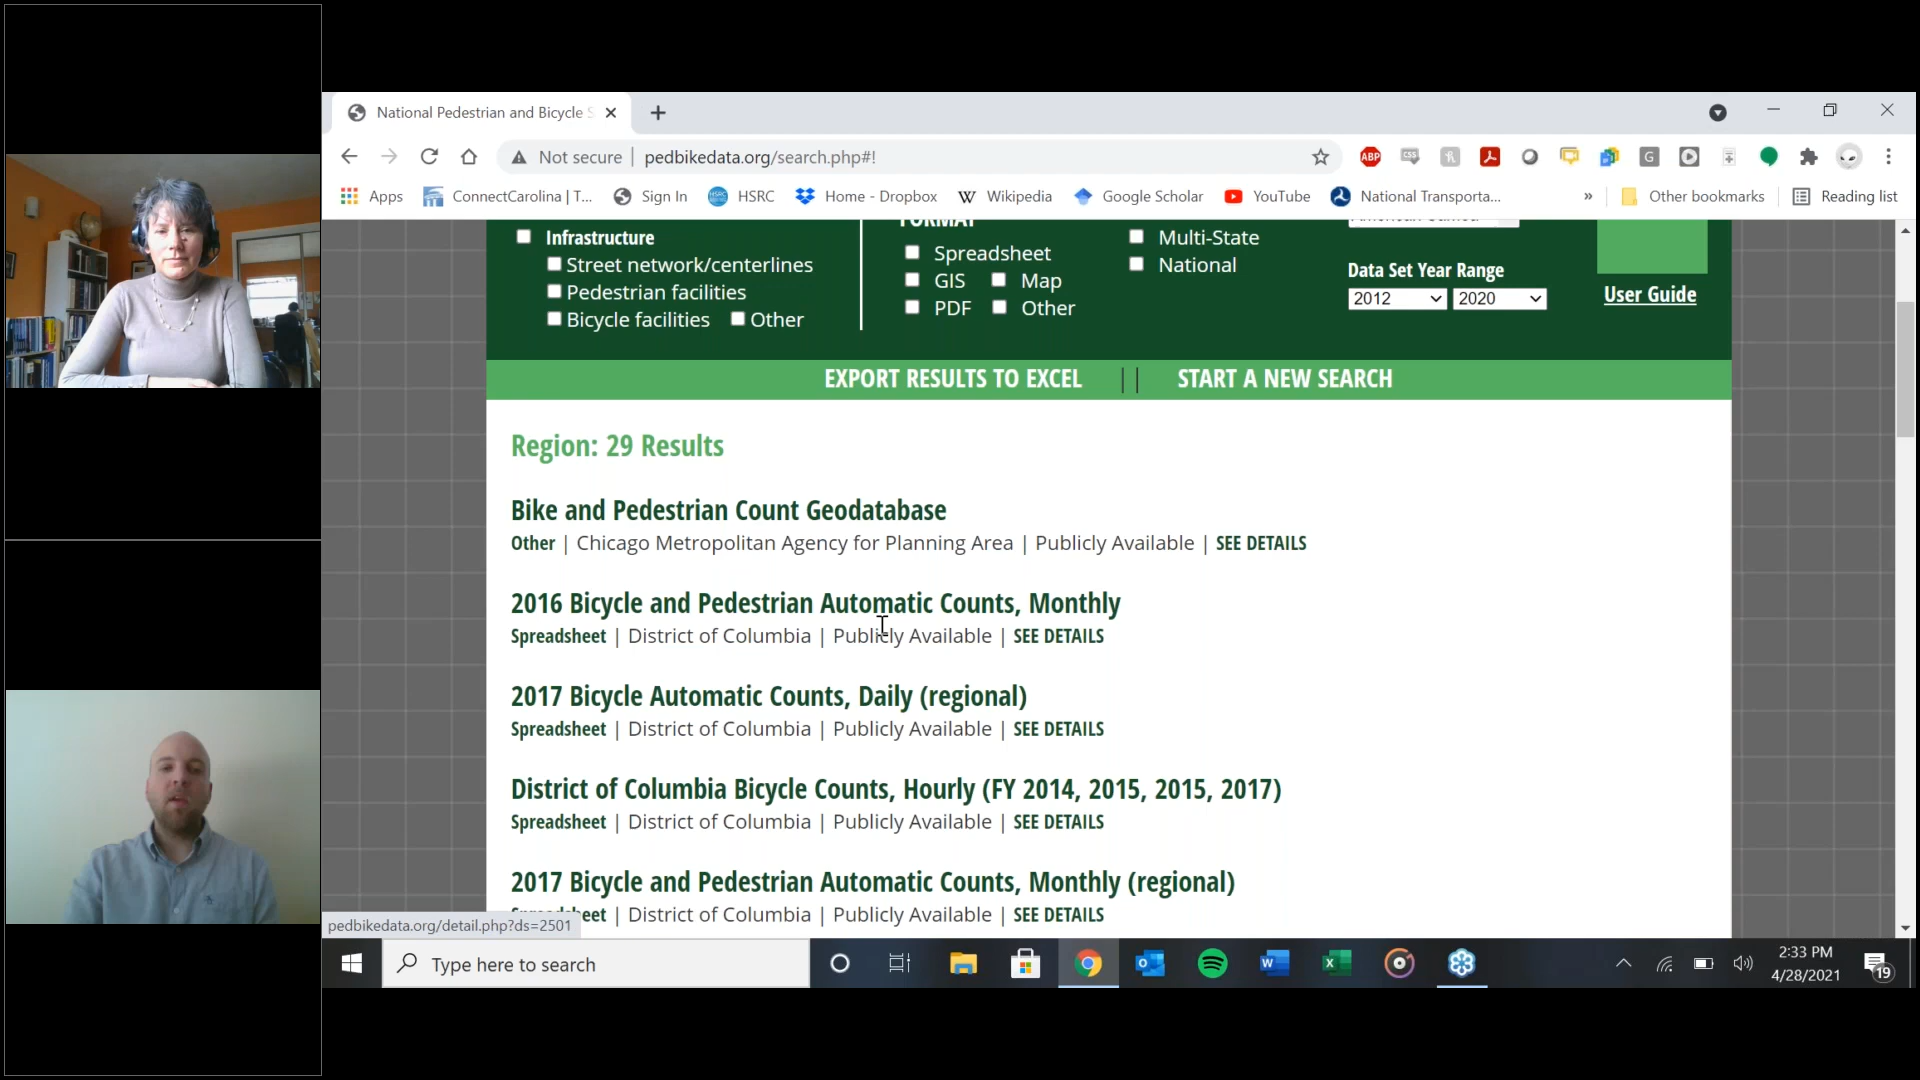 National Pedestrian and Bicycle S
Not secure | pedbikedata.org/search.php#!
ABP
CSS
G
Apps
ConnectCarolina | T...
Sign In
HSRC
Home - Dropbox
W Wikipedia
Google Scholar
YouTube
National Transporta...
»
Other bookmarks
Reading list
FORMAT
Infrastructure
Street network/centerlines
Pedestrian facilities
Bicycle facilities Other
Spreadsheet
GIS Map
PDF Other
Multi-State
National
American Samoa
Data Set Year Range
2012 2020
User Guide
EXPORT RESULTS TO EXCEL || START A NEW SEARCH
Region: 29 Results
Bike and Pedestrian Count Geodatabase
Other | Chicago Metropolitan Agency for Planning Area | Publicly Available | SEE DETAILS
2016 Bicycle and Pedestrian Automatic Counts, Monthly
Spreadsheet | District of Columbia | Publicly Available | SEE DETAILS
2017 Bicycle Automatic Counts, Daily (regional)
Spreadsheet | District of Columbia | Publicly Available | SEE DETAILS
District of Columbia Bicycle Counts, Hourly (FY 2014, 2015, 2015, 2017)
Spreadsheet | District of Columbia | Publicly Available | SEE DETAILS
2017 Bicycle and Pedestrian Automatic Counts, Monthly (regional)
Spreadsheet | District of Columbia | Publicly Available | SEE DETAILS
pedbikedata.org/detail.php?ds=2501
Type here to search
2:33 PM
4/28/2021
19